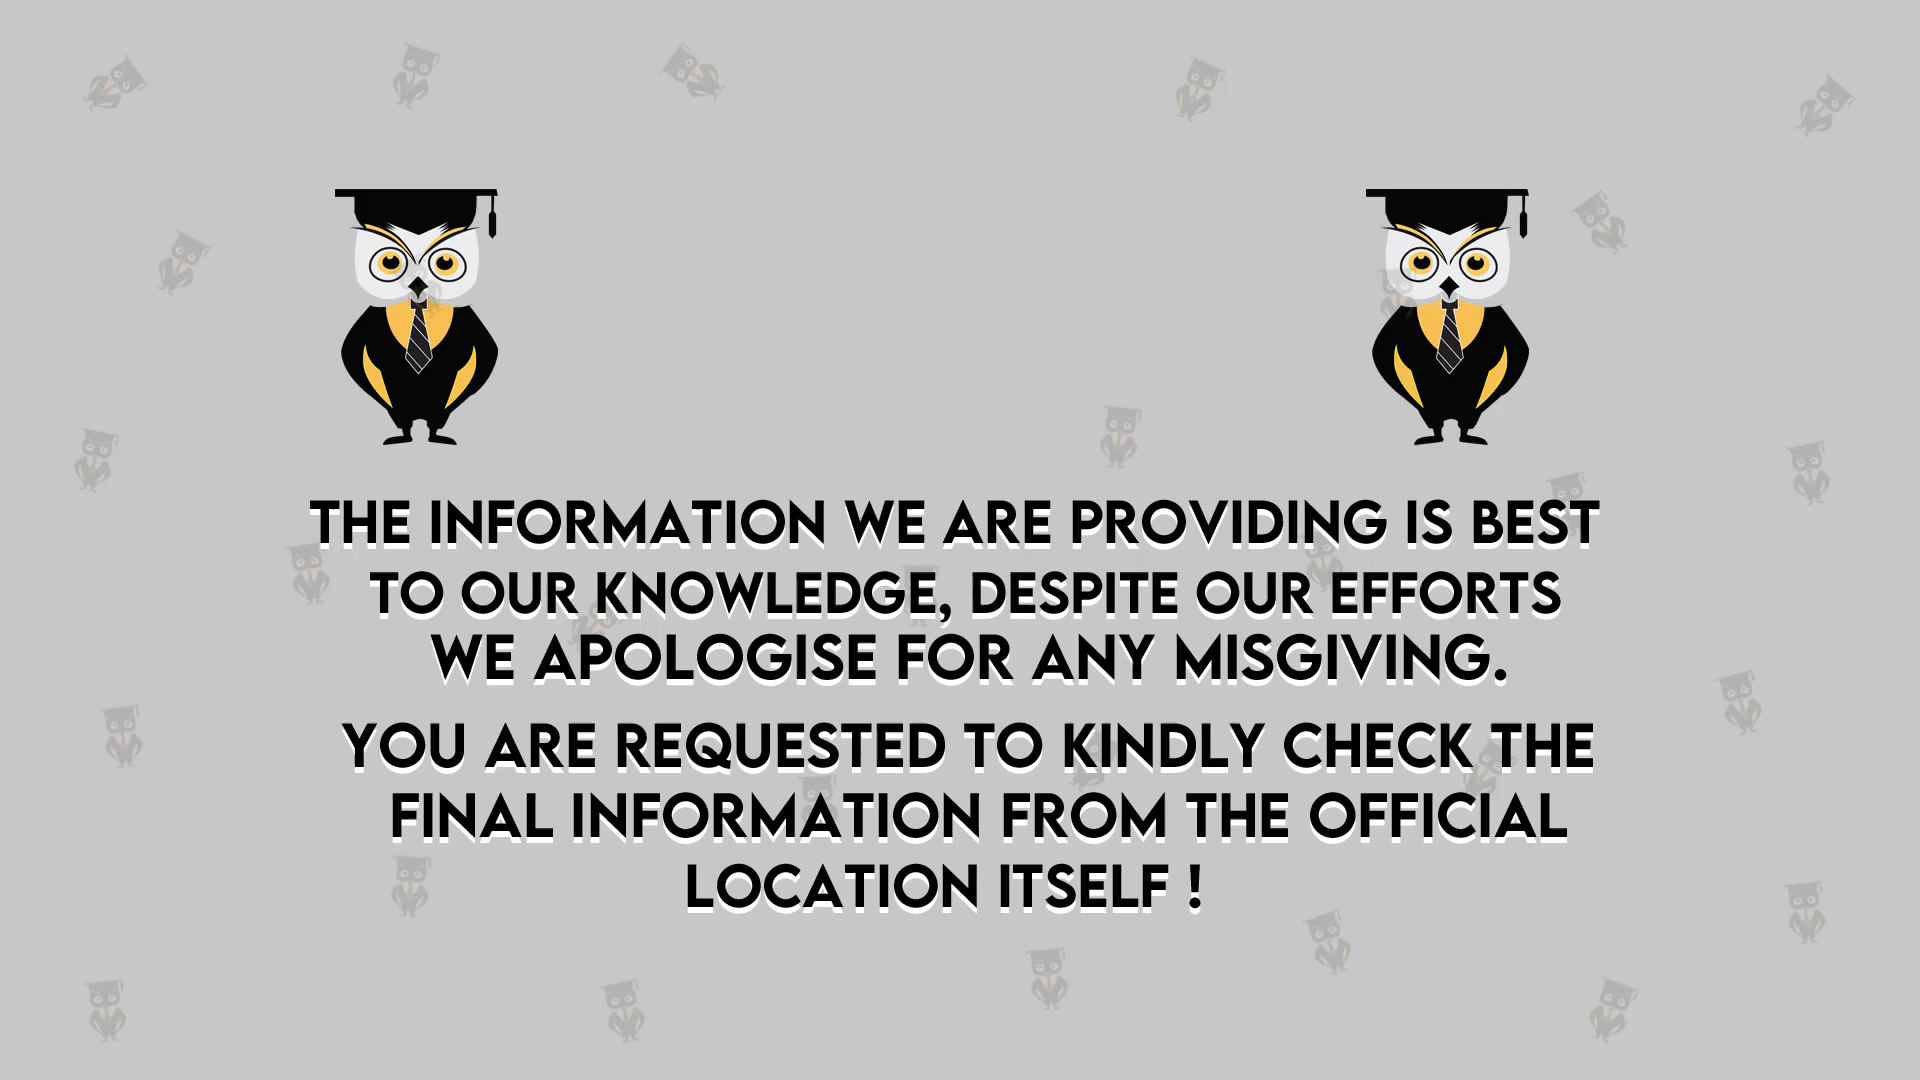 THE INFORMATION WE ARE PROVIDING IS BEST
TO OUR KNOWLEDGE, DESPITE OUR EFFORTS
WE APOLOGISE FOR ANY MISGIVING.
YOU ARE REQUESTED TO KINDLY CHECK THE
FINAL INFORMATION FROM THE OFFICIAL
LOCATION ITSELF !